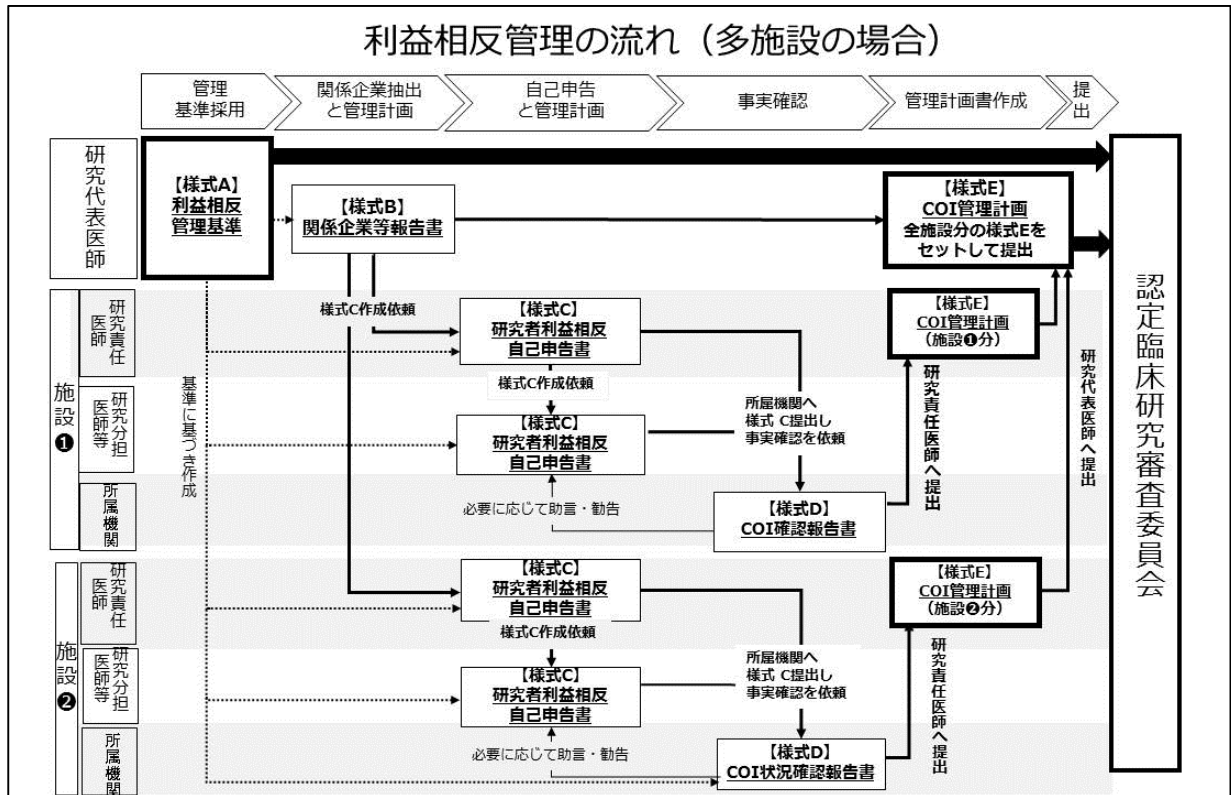 利益相反管理の流れ（多施設の場合）
管理
基準採用
関係企業抽出
と管理計画
自己申告
と管理計画
事実確認
管理計画書作成
提
出
研究代表医師
【様式A】
利益相反
管理基準
【様式B】
関係企業等報告書
【様式E】
COI管理計画
全施設分の様式Eを
セットして提出
認定臨床研究審査委員会
施設❶
研究責任
医師
様式C作成依頼
【様式C】
研究者利益相反
自己申告書
【様式E】
COI管理計画
（施設❶分）
様式C作成依頼
研究分担
医師等
【様式C】
研究者利益相反
自己申告書
所属機関へ
様式 C提出し
事実確認を依頼
研究責任医師へ提出
研究代表医師へ提出
基準に基づき作成
所属機関
必要に応じて助言・勧告
【様式D】
COI確認報告書
施設❷
研究責任
医師
【様式C】
研究者利益相反
自己申告書
【様式E】
COI管理計画
（施設❷分）
様式C作成依頼
研究分担
医師等
【様式C】
研究者利益相反
自己申告書
所属機関へ
様式 C提出し
事実確認を依頼
研究責任医師へ提出
所属機関
必要に応じて助言・勧告
【様式D】
COI状況確認報告書